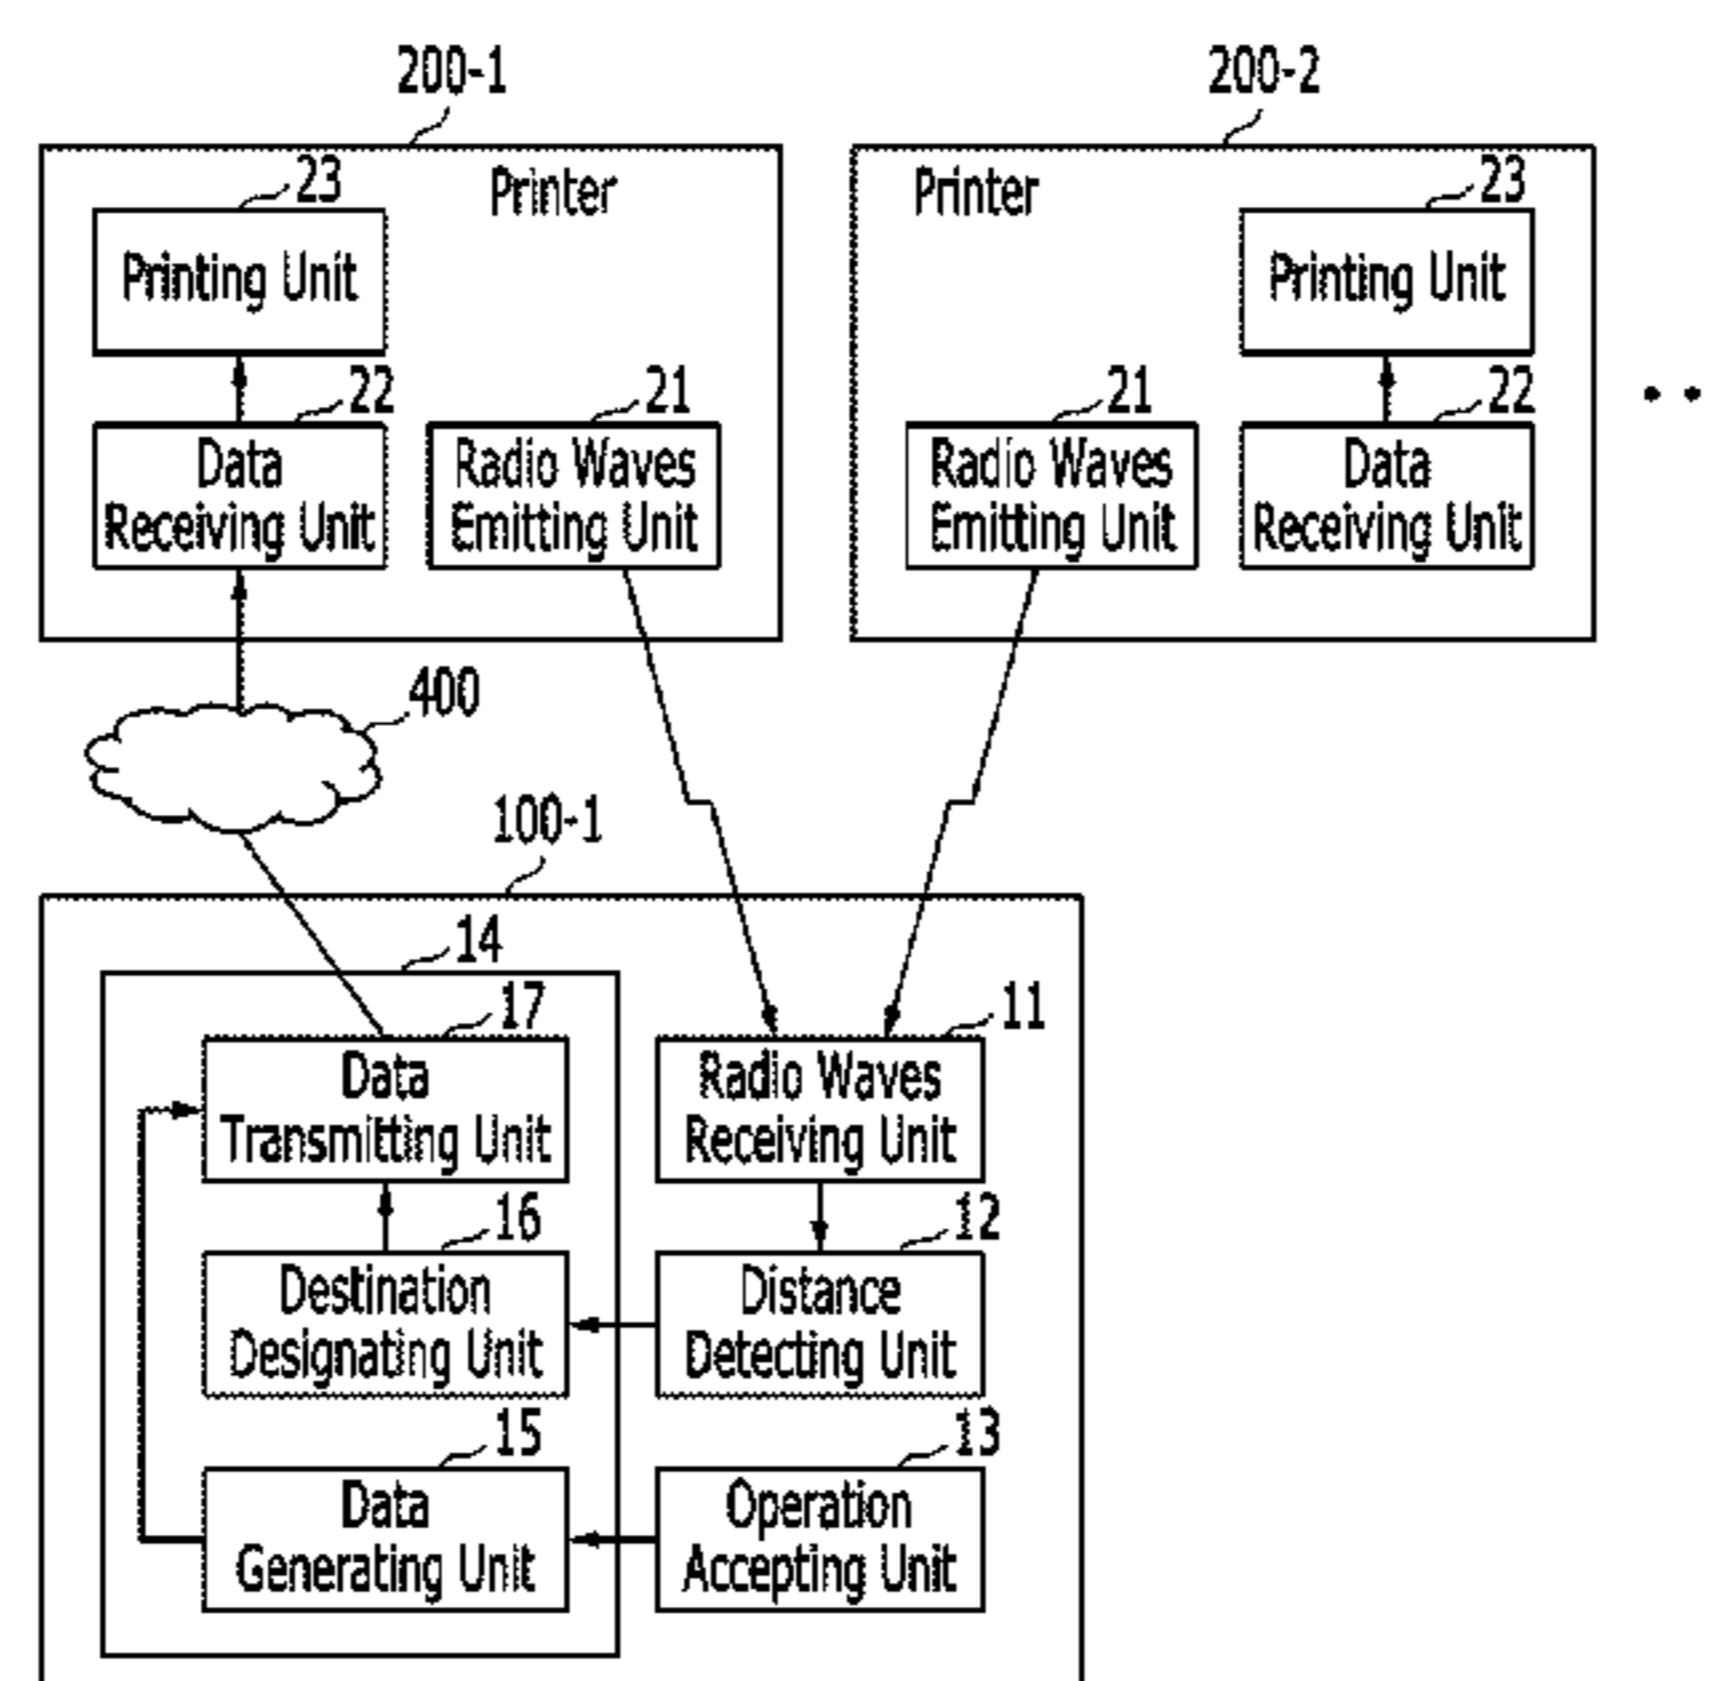 200-1
200-2
Printer
23
Printing Unit
22
Data
Receiving Unit
21
Radio Waves
Emitting Unit
Printer
23
Printing Unit
21
Radio Waves
Emitting Unit
22
Data
Receiving Unit
400
100-1
14
17
Data
Transmitting Unit
11
Radio Waves
Receiving Unit
16
Destination
Designating Unit
12
Distance
Detecting Unit
15
Data
Generating Unit
13
Operation
Accepting Unit